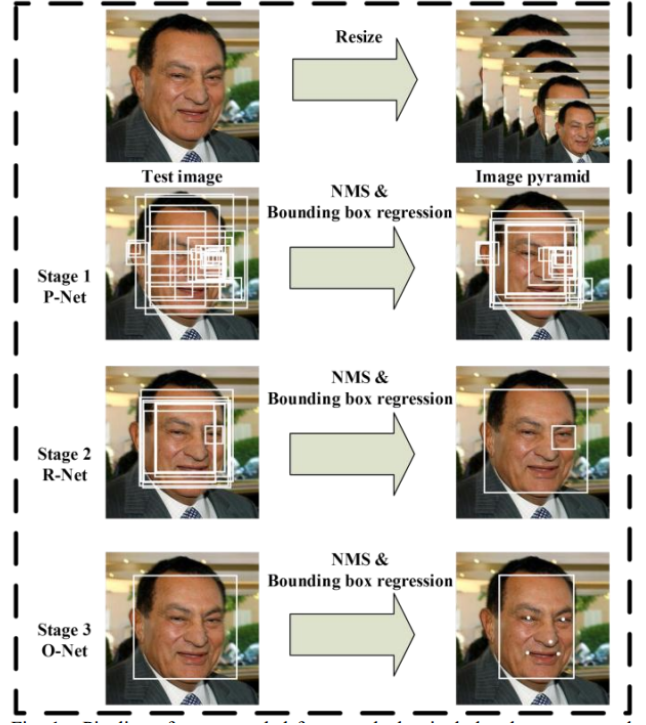 Resize
Test image
Image pyramid
NMS &
Bounding box regression
Stage 1
P-Net
NMS &
Bounding box regression
Stage 2
R-Net
NMS &
Bounding box regression
Stage 3
O-Net